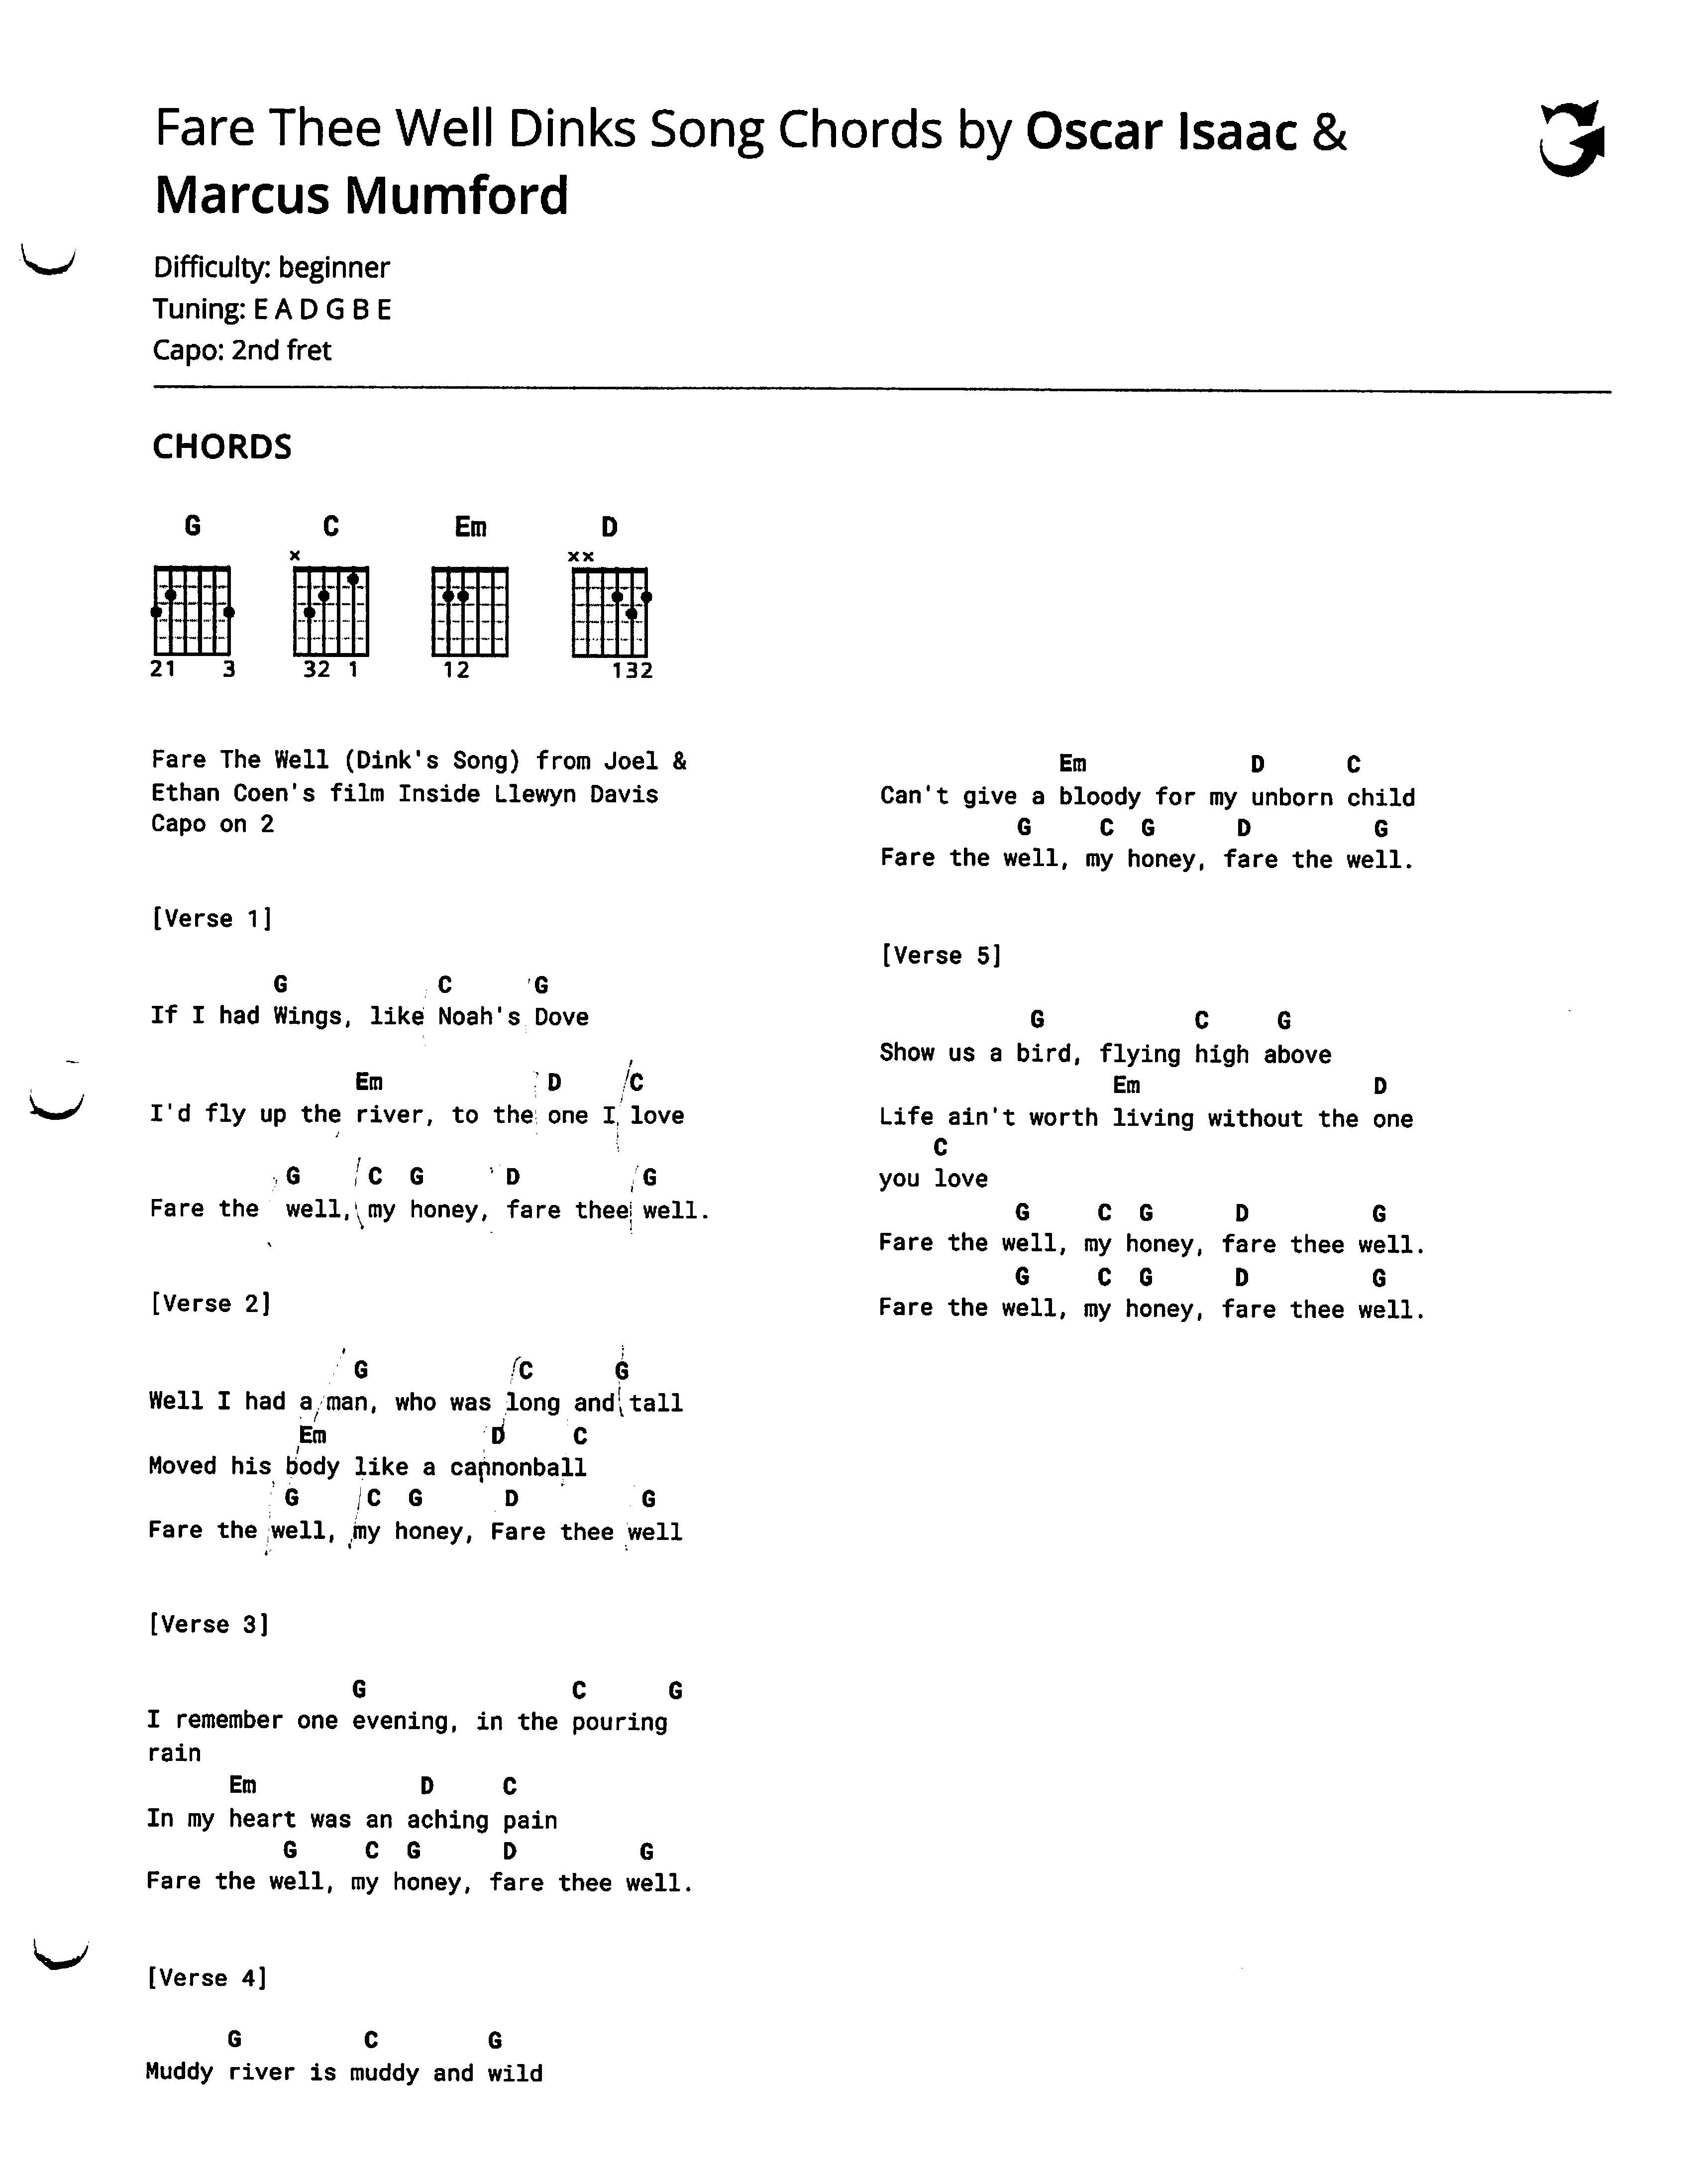 Fare Thee Well Dinks Song Chords by Oscar Isaac &
Marcus Mumford
Difficulty: beginner
Tuning: E A D G B E
Capo: 2nd fret
CHORDS
G C Em D
x xx
21 3 32 1 12 132
Fare The Well (Dink's Song) from Joel &
Ethan Coen's film Inside Llewyn Davis
Capo on 2
[Verse 1]
G C G
If I had Wings, like Noah's Dove
Em D C
I'd fly up the river, to the one I love
G C G D G
Fare the well, my honey, fare thee well.
[Verse 2]
G C G
Well I had a man, who was long and tall
Em D C
Moved his body like a cannonball
G C G D G
Fare the well, my honey, Fare thee well
[Verse 3]
G C G
I remember one evening, in the pouring
rain
Em D C
In my heart was an aching pain
G C G D G
Fare the well, my honey, fare thee well.
[Verse 4]
G C G
Muddy river is muddy and wild
Em D C
Can't give a bloody for my unborn child
G C G D G
Fare the well, my honey, fare the well.
[Verse 5]
G C G
Show us a bird, flying high above
Em D
Life ain't worth living without the one
C
you love
G C G D G
Fare the well, my honey, fare thee well.
G C G D G
Fare the well, my honey, fare thee well.